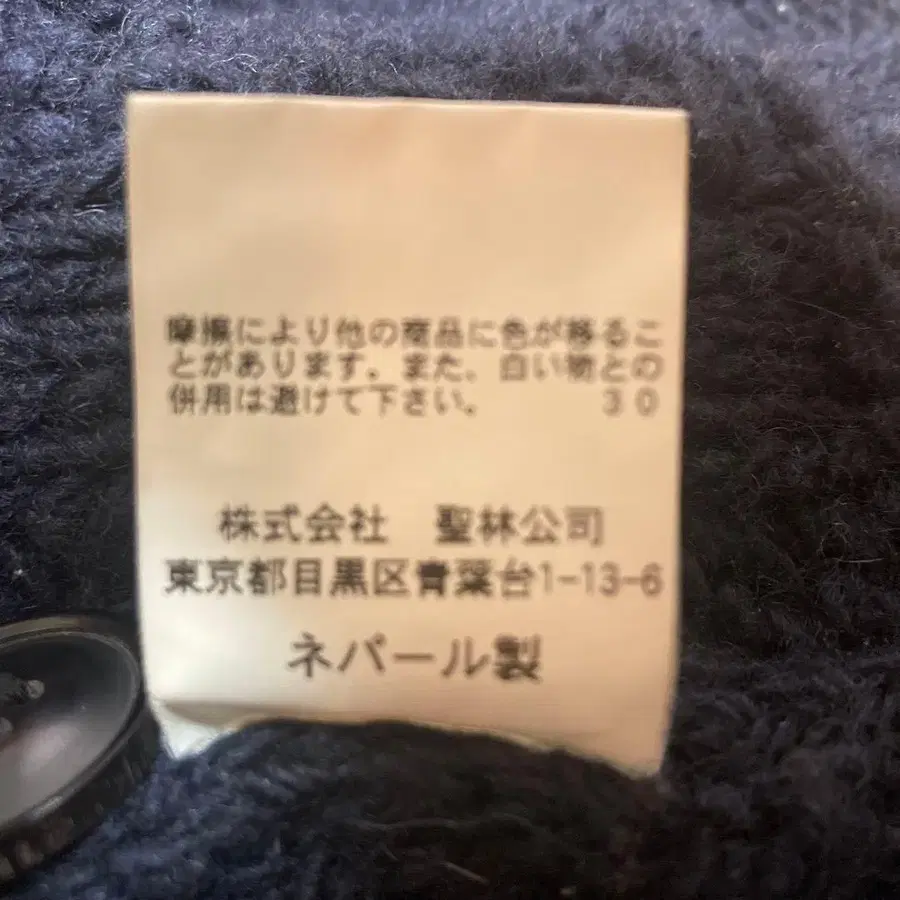 摩擦により他の商品に色が移るこ
とがあります。また、白い物との
併用は避けて下さい。 30
株式会社 聖林公司
東京都目黒区青葉台1-13-6
ネパール製